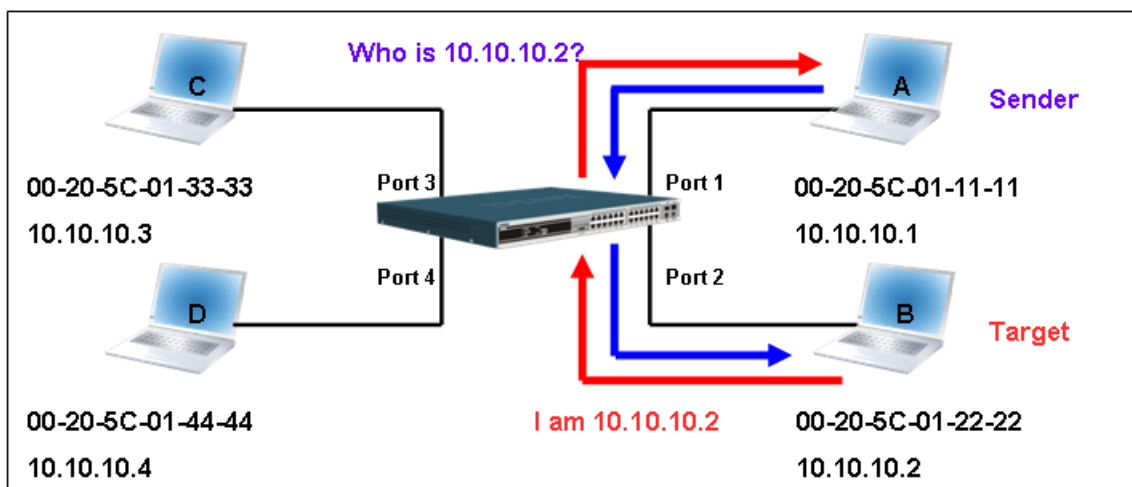 Who is 10.10.10.2?
C
A
Sender
00-20-5C-01-33-33
Port 3
Port 1
00-20-5C-01-11-11
10.10.10.3
10.10.10.1
Port 4
Port 2
D
B
Target
00-20-5C-01-44-44
I am 10.10.10.2
00-20-5C-01-22-22
10.10.10.4
10.10.10.2